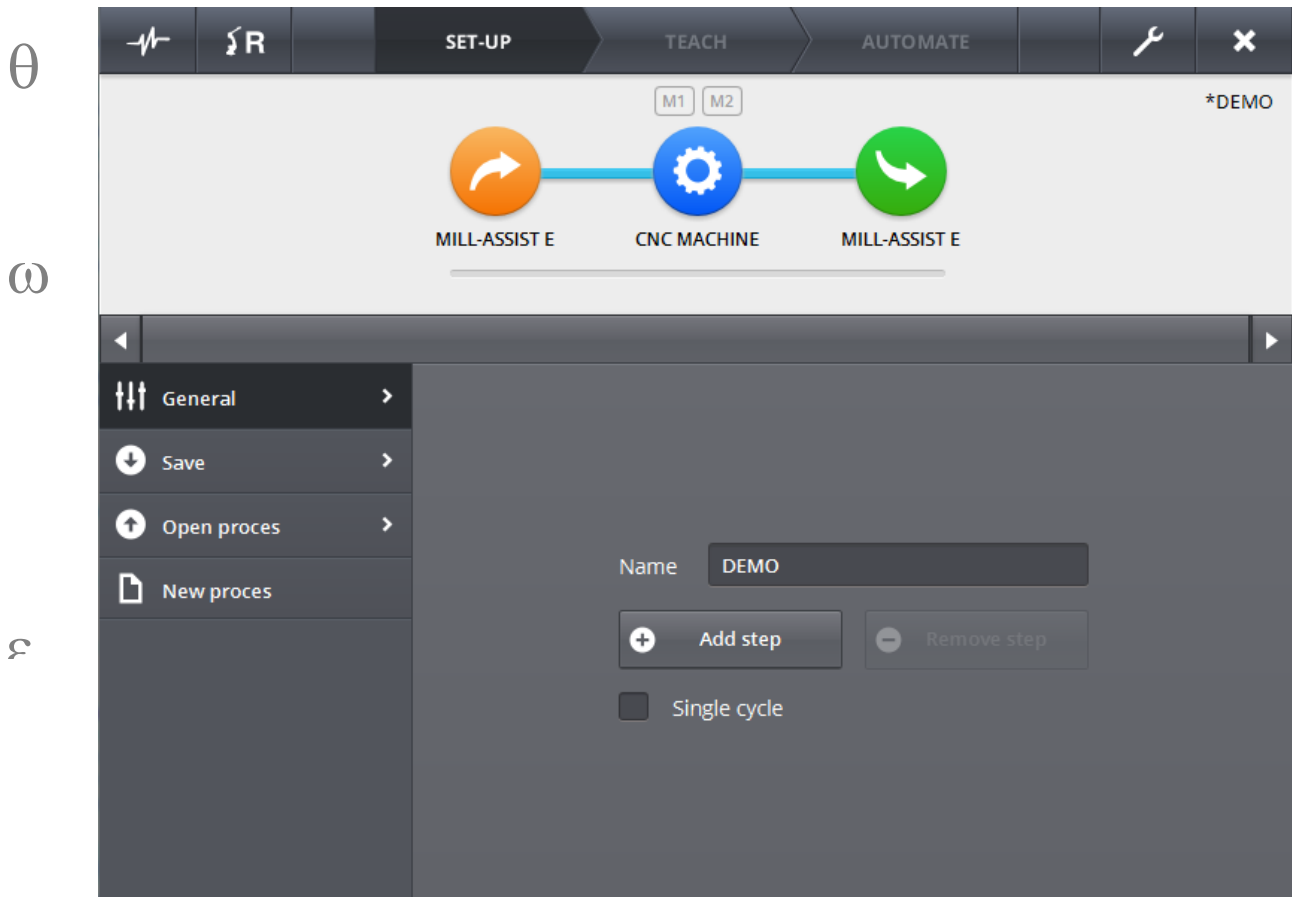 R SET-UP TEACH AUTOMATE
θ
M1 M2 *DEMO
MILL-ASSIST E CNC MACHINE MILL-ASSIST E
ω
General
Save
Open proces
Name DEMO
New proces
Add step Remove step
ε
Single cycle